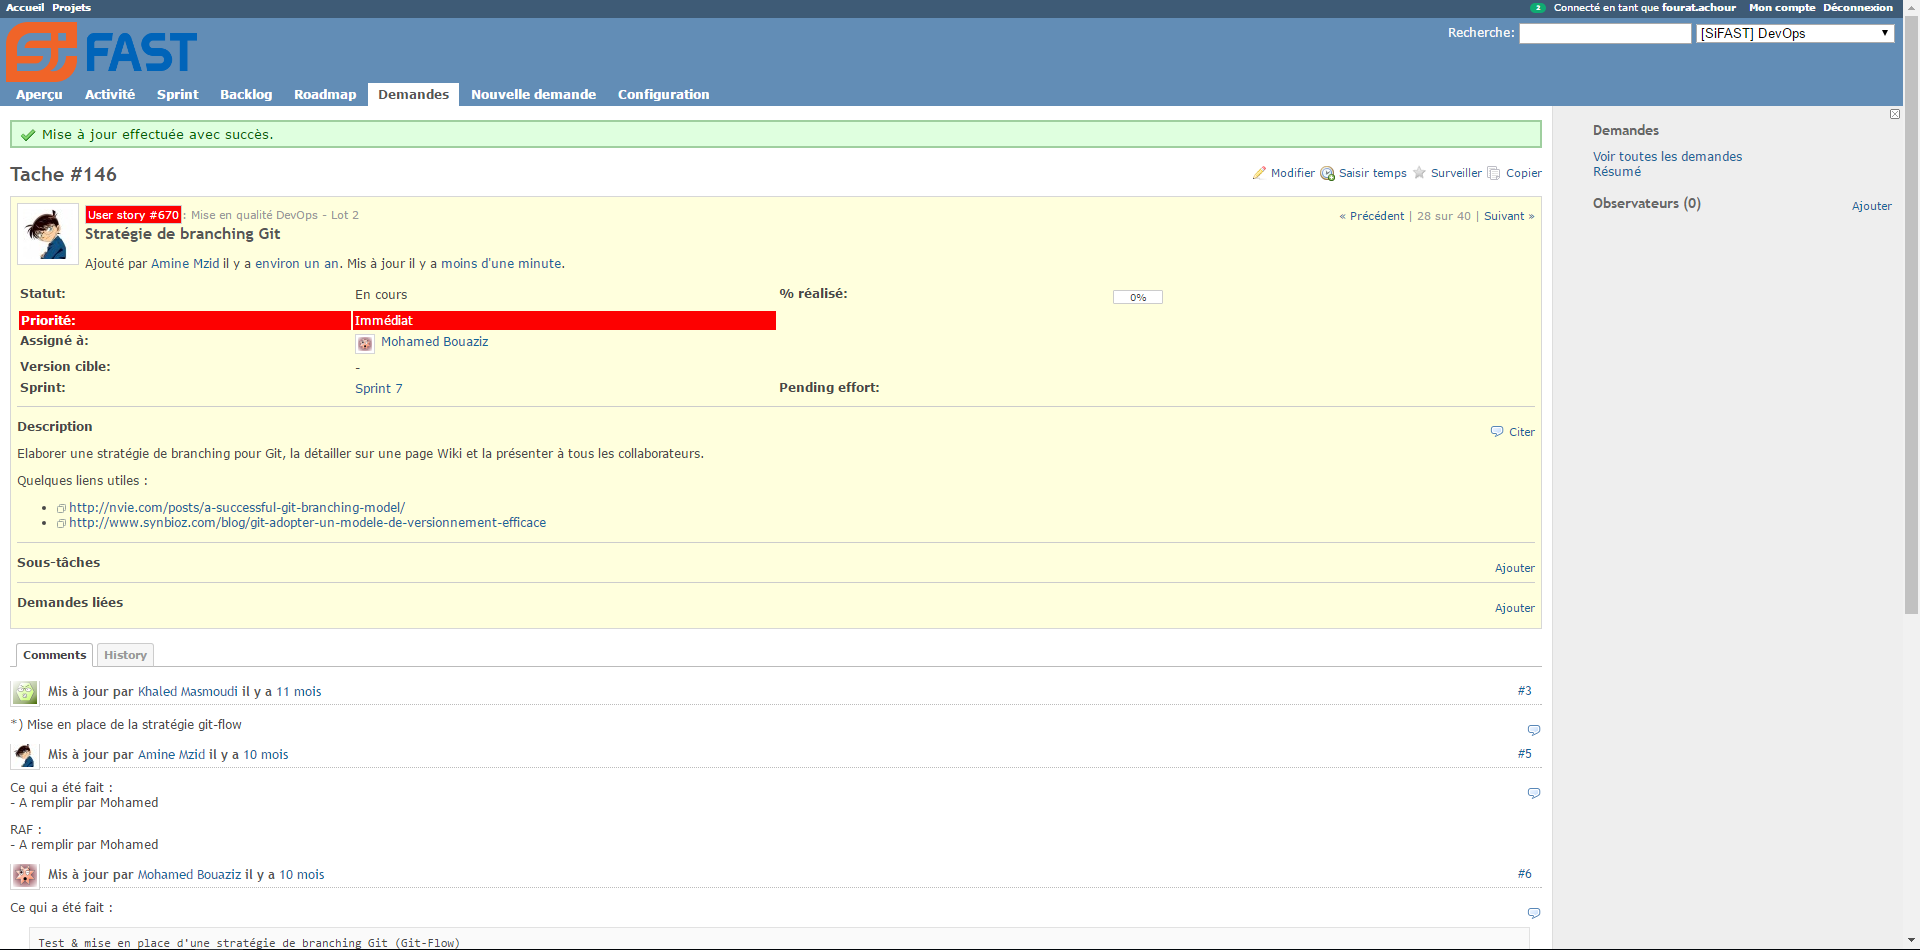 Accueil Projets
2 Connecté en tant que fourat.achour Mon compte Déconnexion
SiFAST
Recherche: [SiFAST] DevOps
Aperçu Activité Sprint Backlog Roadmap Demandes Nouvelle demande Configuration
Mise à jour effectuée avec succès.
Tache #146
Modifier Saisir temps Surveiller Copier
User story #670: Mise en qualité DevOps - Lot 2
« Précédent | 28 sur 40 | Suivant »
Stratégie de branching Git
Ajouté par Amine Mzid il y a environ un an. Mis à jour il y a moins d'une minute.
Statut: En cours % réalisé: 0%
Priorité: Immédiat
Assigné à: Mohamed Bouaziz
Version cible: -
Sprint: Sprint 7 Pending effort:
Description
Citer
Elaborer une stratégie de branching pour Git, la détailler sur une page Wiki et la présenter à tous les collaborateurs.
Quelques liens utiles :
• http://nvie.com/posts/a-successful-git-branching-model/
• http://www.synbioz.com/blog/git-adopter-un-modele-de-versionnement-efficace
Sous-tâches
Ajouter
Demandes liées
Ajouter
Comments History
Mis à jour par Khaled Masmoudi il y a 11 mois #3
*) Mise en place de la stratégie git-flow
Mis à jour par Amine Mzid il y a 10 mois #5
Ce qui a été fait :
- A remplir par Mohamed
RAF :
- A remplir par Mohamed
Mis à jour par Mohamed Bouaziz il y a 10 mois #6
Ce qui a été fait :
Test & mise en place d'une stratégie de branching Git (Git-Flow)
Demandes
Voir toutes les demandes
Résumé
Observateurs (0) Ajouter